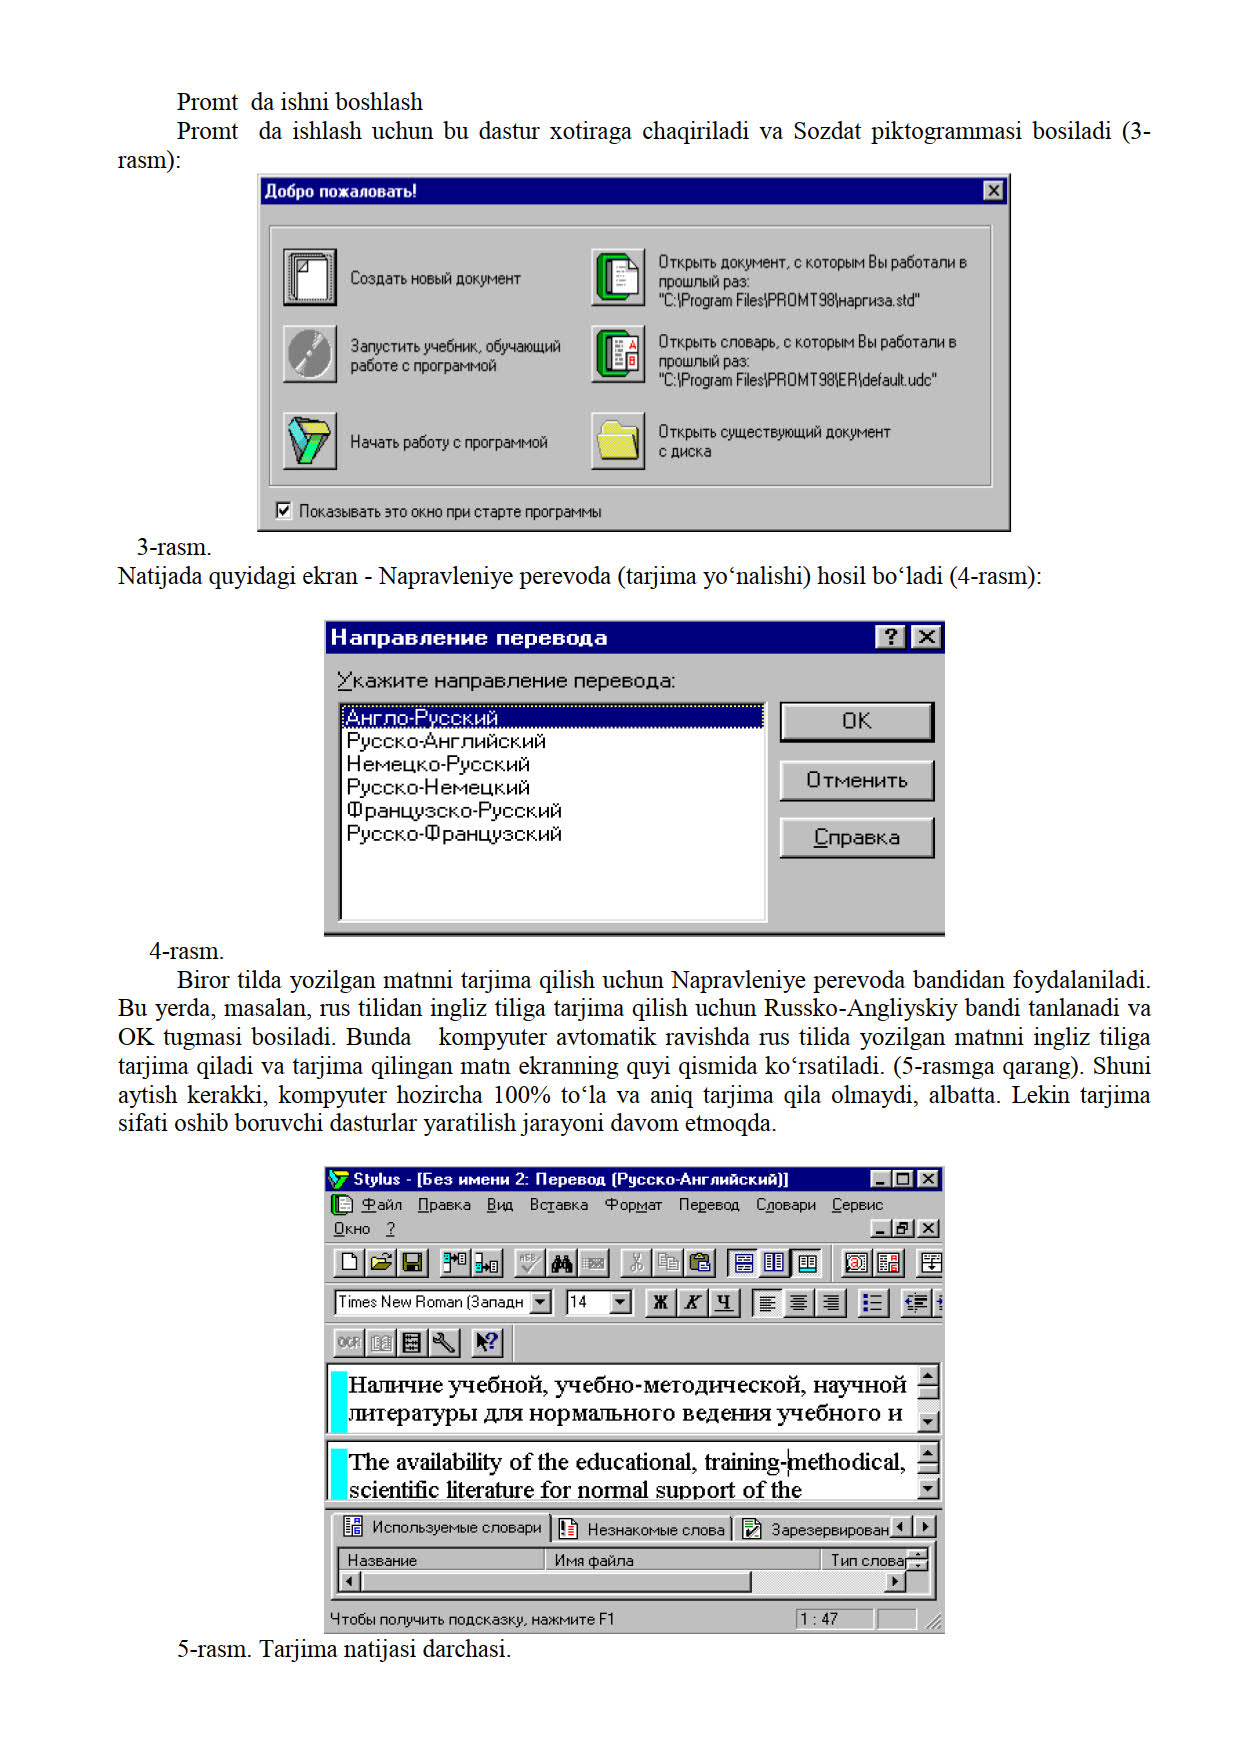 Promt da ishni boshlash
Promt da ishlash uchun bu dastur xotiraga chaqiriladi va Sozdat piktogrammasi bosiladi (3-
rasm):
Добро пожаловать!
Создать новый документ
Открыть документ, с которым Вы работали в
прошлый раз:
"C:\Program Files\PROMT98\наргиза.std"
Запустить учебник, обучающий
работе с программой
Открыть словарь, с которым Вы работали в
прошлый раз:
"C:\Program Files\PROMT98\ER\default.udc"
Начать работу с программой
Открыть существующий документ
с диска
Показывать это окно при старте программы
3-rasm.
Natijada quyidagi ekran - Napravleniye perevoda (tarjima yo‘nalishi) hosil bo‘ladi (4-rasm):
Направление перевода
Укажите направление перевода:
Англо-Русский
Русско-Английский
Немецко-Русский
Русско-Немецкий
Французско-Русский
Русско-Французский
OK
Отменить
Справка
4-rasm.
Biror tilda yozilgan matnni tarjima qilish uchun Napravleniye perevoda bandidan foydalaniladi.
Bu yerda, masalan, rus tilidan ingliz tiliga tarjima qilish uchun Russko-Angliyskiy bandi tanlanadi va
OK tugmasi bosiladi. Bunda kompyuter avtomatik ravishda rus tilida yozilgan matnni ingliz tiliga
tarjima qiladi va tarjima qilingan matn ekranning quyi qismida ko‘rsatiladi. (5-rasmga qarang). Shuni
aytish kerakki, kompyuter hozircha 100% to‘la va aniq tarjima qila olmaydi, albatta. Lekin tarjima
sifati oshib boruvchi dasturlar yaratilish jarayoni davom etmoqda.
Stylus - [Без имени 2: Перевод (Русско-Английский)]
Файл Правка Вид Вставка Формат Перевод Словари Сервис
Окно ?
Times New Roman (Западн 14 Ж К Ч
OCR
Наличие учебной, учебно-методической, научной
литературы для нормального ведения учебного и
The availability of the educational, training-methodical,
scientific literature for normal support of the
Используемые словари Незнакомые слова Зарезервирован
Название Имя файла Тип слова
Чтобы получить подсказку, нажмите F1 1 : 47
5-rasm. Tarjima natijasi darchasi.